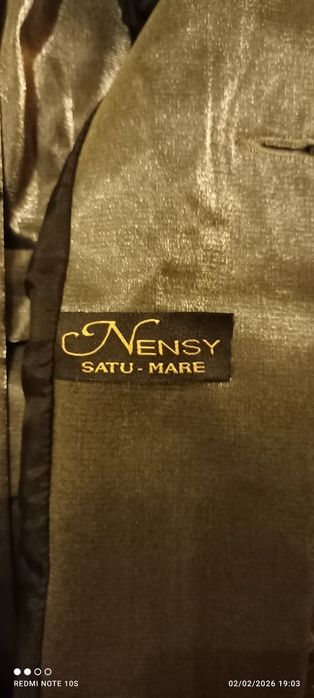 NENSY
SATU - MARE
REDMI NOTE 10S
02/02/2026 19:03